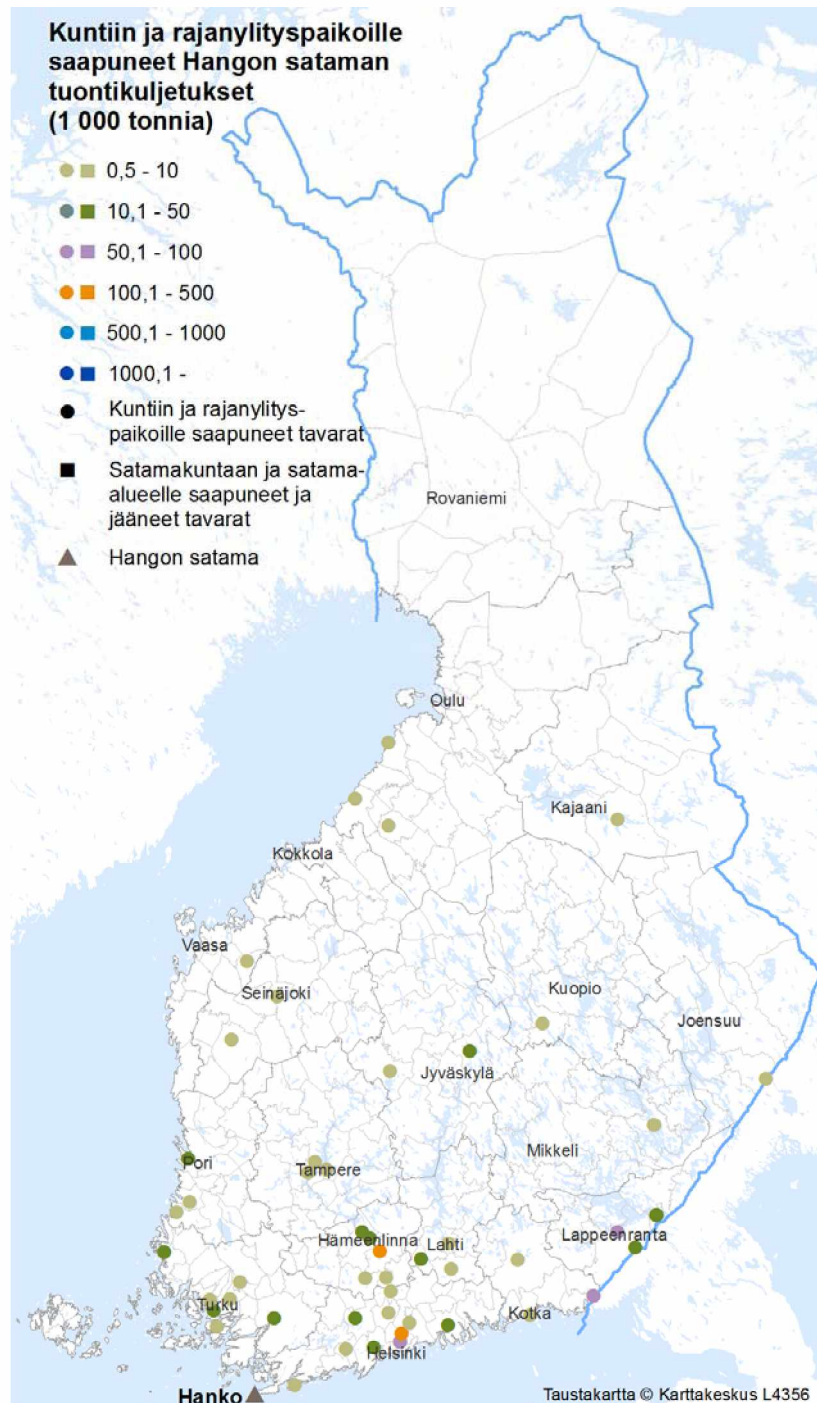 Kuntiin ja rajanylityspaikoille
saapuneet Hangon sataman
tuontikuljetukset
(1 000 tonnia)
0,5 - 10
10,1 - 50
50,1 - 100
100,1 - 500
500,1 - 1000
1000,1 -
Kuntiin ja rajanylitys-
paikoille saapuneet tavarat
Satamakuntaan ja satama-
alueelle saapuneet ja
jääneet tavarat
Hangon satama
Rovaniemi
Oulu
Kajaani
Kokkola
Vaasa
Seinäjoki
Kuopio
Joensuu
Jyväskylä
Mikkeli
Pori
Tampere
Hämeenlinna
Lahti
Lappeenranta
Turku
Kotka
Helsinki
Hanko
Taustakartta © Karttakeskus L4356